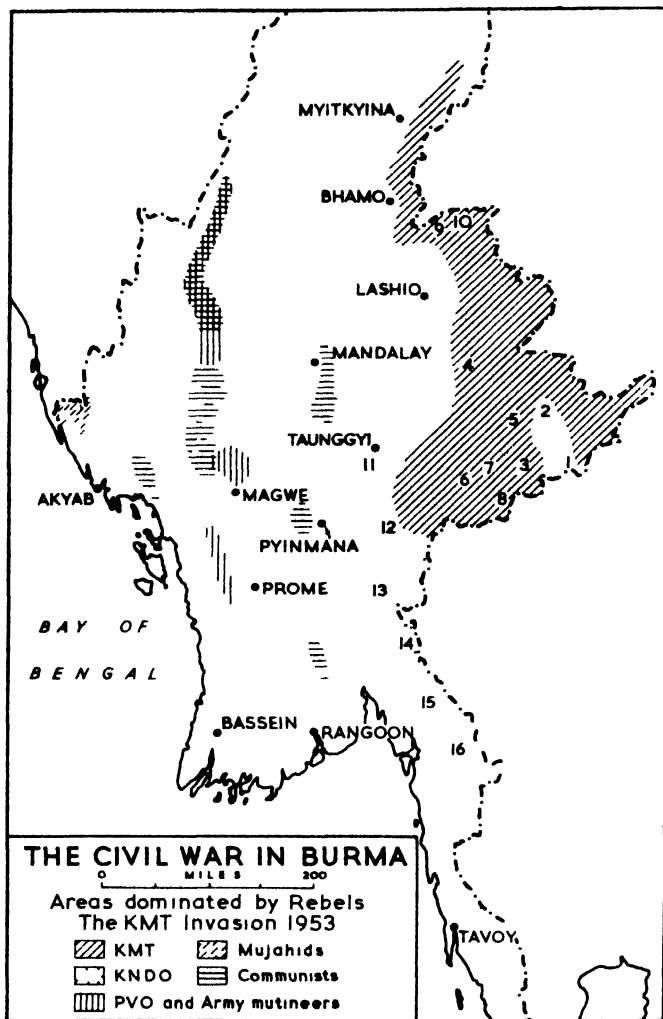 MYITKYINA
BHAMO
9 10
LASHIO
MANDALAY
4
2
5
TAUNGGYI
11
1
3
7
6
AKYAB
MAGWE
8
12
PYINMANA
PROME
13
BAY OF
BENGAL
14
15
BASSEIN
RANGOON
16
THE CIVIL WAR IN BURMA
0 MILES 200
Areas dominated by Rebels
The KMT Invasion 1953
KMT Mujahids
KNDO Communists
PVO and Army mutineers
TAVOY